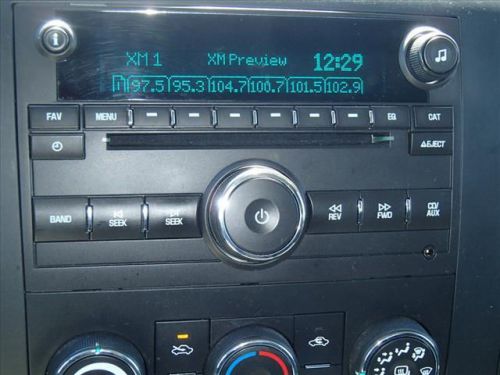 XM 1 XM Preview 12:29
97.5 95.3 104.7 100.7 101.5 102.9
FAV MENU EQ CAT
EJECT
BAND SEEK SEEK REV FWD CD/AUX